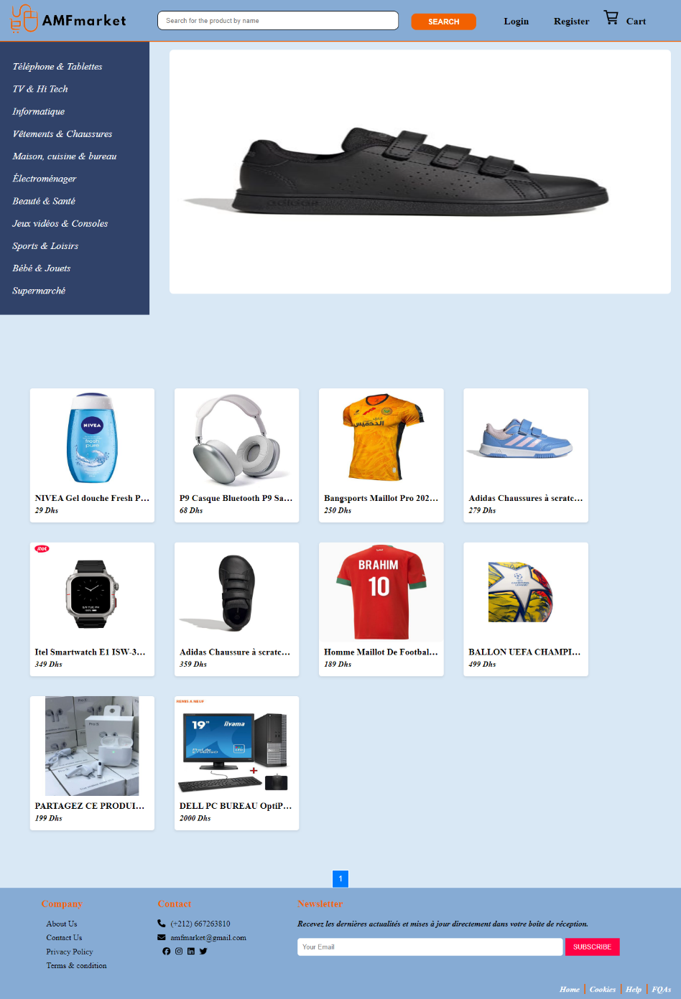 AMFmarket
Search for the product by name
SEARCH
Login
Register
Cart
Téléphone & Tablettes
TV & Hi Tech
Informatique
Vêtements & Chaussures
Maison, cuisine & bureau
Électroménager
Beauté & Santé
Jeux vidéos & Consoles
Sports & Loisirs
Bébé & Jouets
Supermarché
adidas
NIVEA
fresh
pure
NIVEA Gel douche Fresh P...
29 Dhs
P9 Casque Bluetooth P9 Sa...
68 Dhs
Bangsports Maillot Pro 202...
250 Dhs
Adidas Chaussures à scratc...
279 Dhs
itel
Itel Smartwatch E1 ISW-3...
349 Dhs
Adidas Chaussure à scratc...
359 Dhs
BRAHIM
10
Homme Maillot De Footbal...
189 Dhs
BALLON UEFA CHAMPI...
499 Dhs
PARTAGEZ CE PRODUI...
199 Dhs
REMIS A NEUF
19"
iiyama
DELL PC BUREAU OptiP...
2000 Dhs
1
Company
About Us
Contact Us
Privacy Policy
Terms & condition
Contact
(+212) 667263810
amfmarket@gmail.com
Newsletter
Recevez les dernières actualités et mises à jour directement dans votre boîte de réception.
Your Email
SUBSCRIBE
Home
Cookies
Help
FQAs